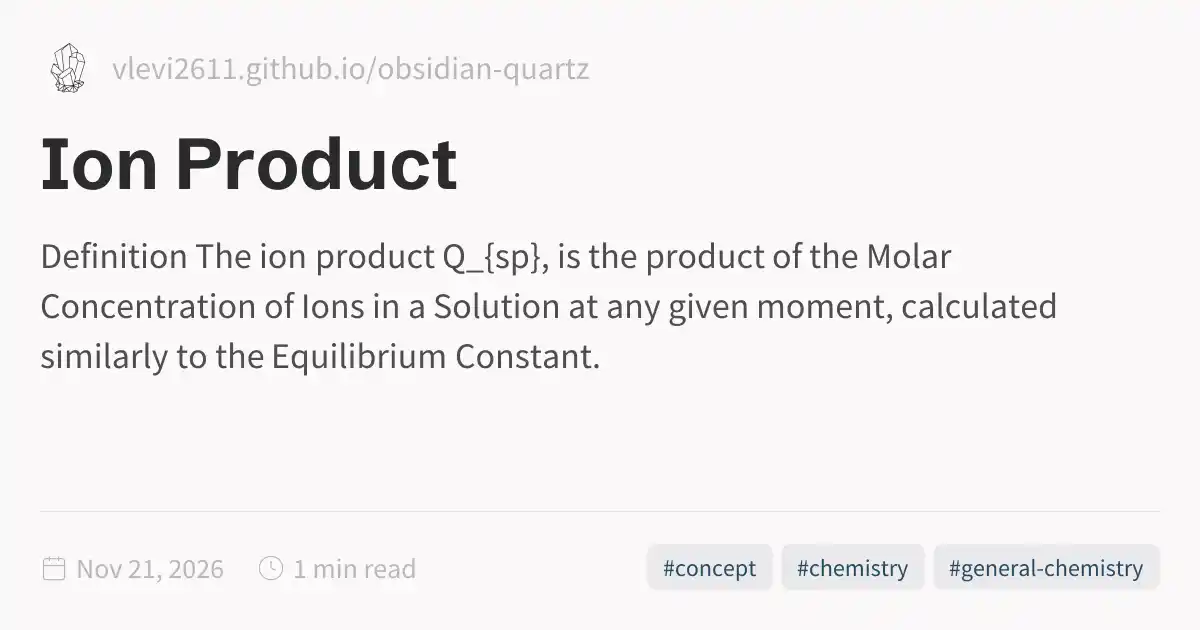 vlevi2611.github.io/obsidian-quartz
Ion Product
Definition The ion product Q_{sp}, is the product of the Molar
Concentration of Ions in a Solution at any given moment, calculated
similarly to the Equilibrium Constant.
Nov 21, 2026 1 min read #concept #chemistry #general-chemistry